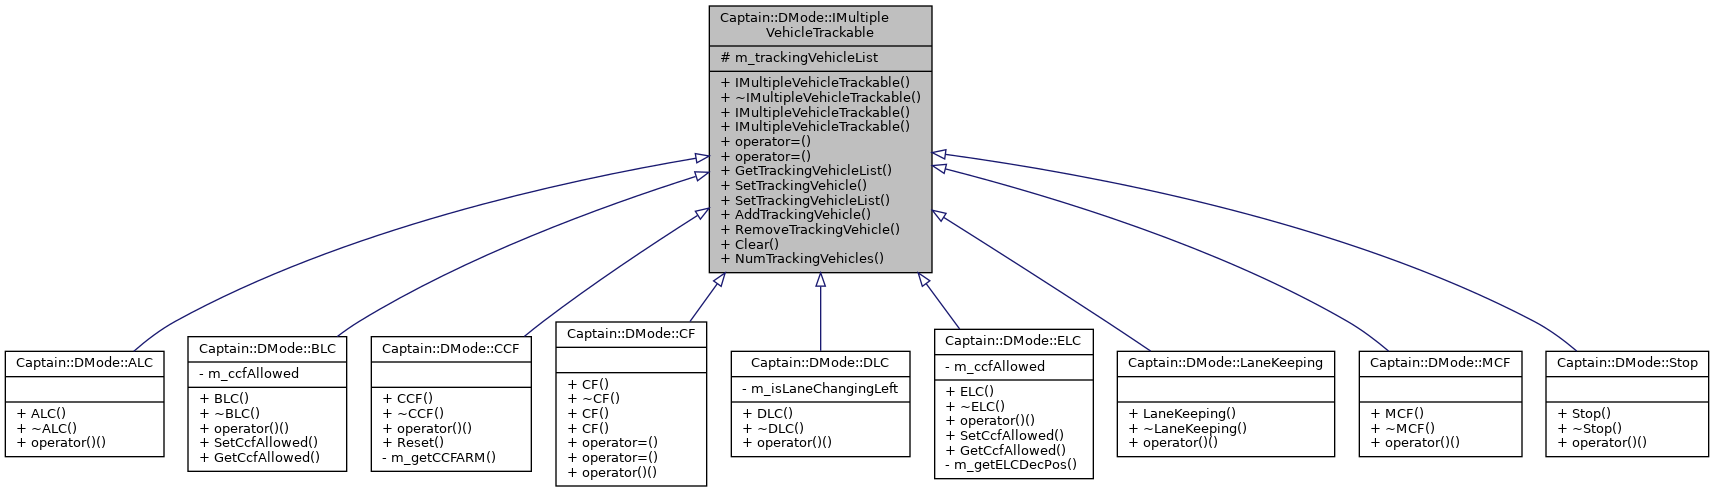 Captain::DMode::IMultiple
VehicleTrackable
# m_trackingVehicleList
+ IMultipleVehicleTrackable()
+ ~IMultipleVehicleTrackable()
+ IMultipleVehicleTrackable()
+ IMultipleVehicleTrackable()
+ operator=()
+ operator=()
+ GetTrackingVehicleList()
+ SetTrackingVehicle()
+ SetTrackingVehicleList()
+ AddTrackingVehicle()
+ RemoveTrackingVehicle()
+ Clear()
+ NumTrackingVehicles()
Captain::DMode::ALC
+ ALC()
+ ~ALC()
+ operator()()
Captain::DMode::BLC
- m_ccfAllowed
+ BLC()
+ ~BLC()
+ operator()()
+ SetCcfAllowed()
+ GetCcfAllowed()
Captain::DMode::CCF
+ CCF()
+ ~CCF()
+ operator()()
+ Reset()
- m_getCCFARM()
Captain::DMode::CF
+ CF()
+ ~CF()
+ CF()
+ CF()
+ operator=()
+ operator=()
+ operator()()
Captain::DMode::DLC
- m_isLaneChangingLeft
+ DLC()
+ ~DLC()
+ operator()()
Captain::DMode::ELC
- m_ccfAllowed
+ ELC()
+ ~ELC()
+ operator()()
+ SetCcfAllowed()
+ GetCcfAllowed()
- m_getELCDecPos()
Captain::DMode::LaneKeeping
+ LaneKeeping()
+ ~LaneKeeping()
+ operator()()
Captain::DMode::MCF
+ MCF()
+ ~MCF()
+ operator()()
Captain::DMode::Stop
+ Stop()
+ ~Stop()
+ operator()()